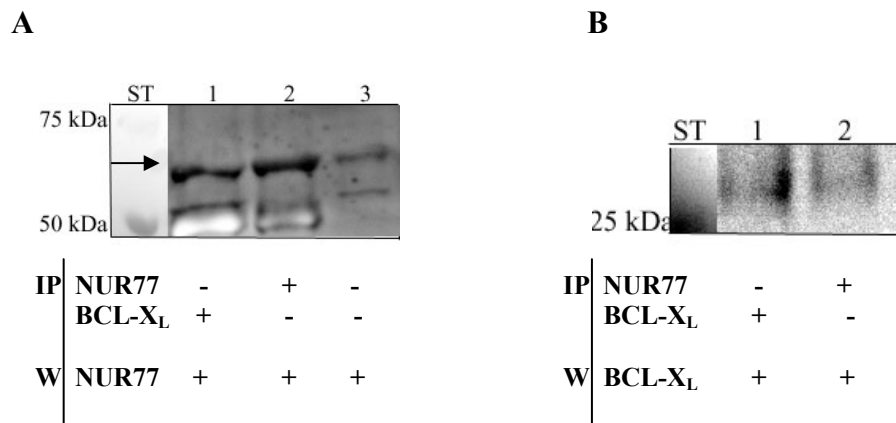 A
ST 1 2 3
75 kDa
50 kDa
IP NUR77 - + -
BCL-XL + - -
W NUR77 + + +
B
ST 1 2
25 kDa
IP NUR77 - +
BCL-XL + -
W BCL-XL + +